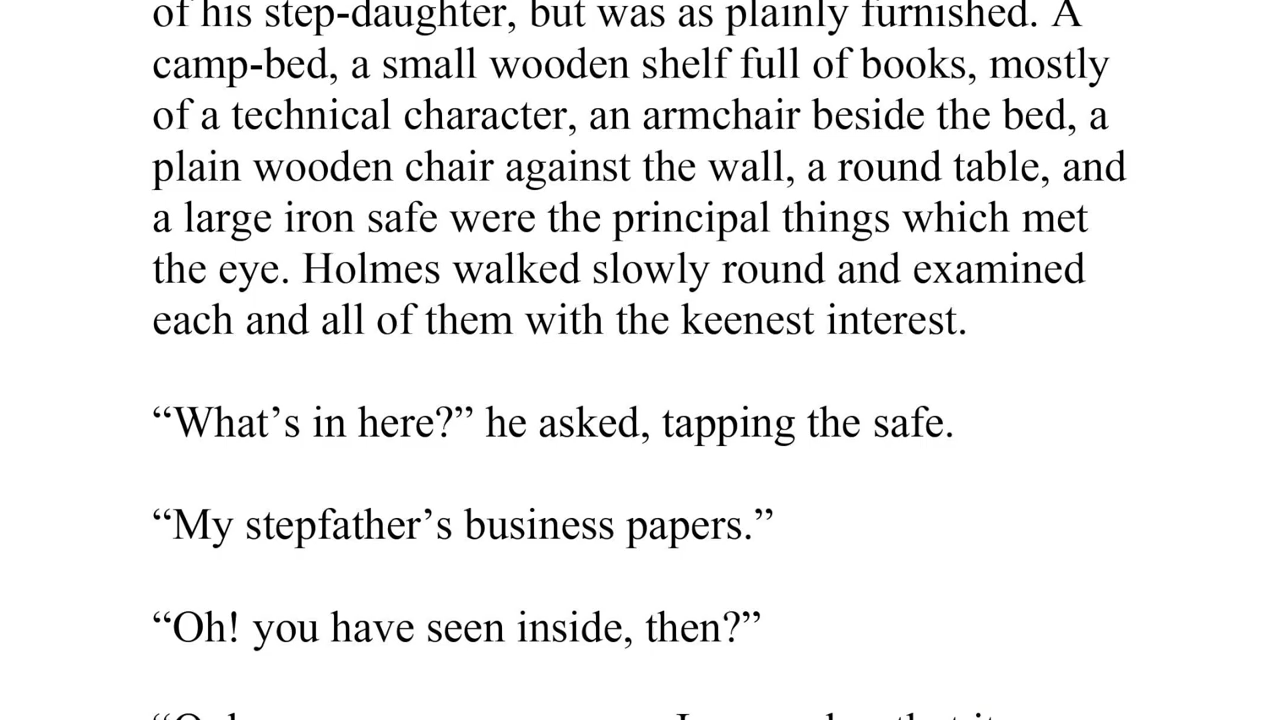 of his step-daughter, but was as plainly furnished. A
camp-bed, a small wooden shelf full of books, mostly
of a technical character, an armchair beside the bed, a
plain wooden chair against the wall, a round table, and
a large iron safe were the principal things which met
the eye. Holmes walked slowly round and examined
each and all of them with the keenest interest.
“What’s in here?” he asked, tapping the safe.
“My stepfather’s business papers.”
“Oh! you have seen inside, then?”